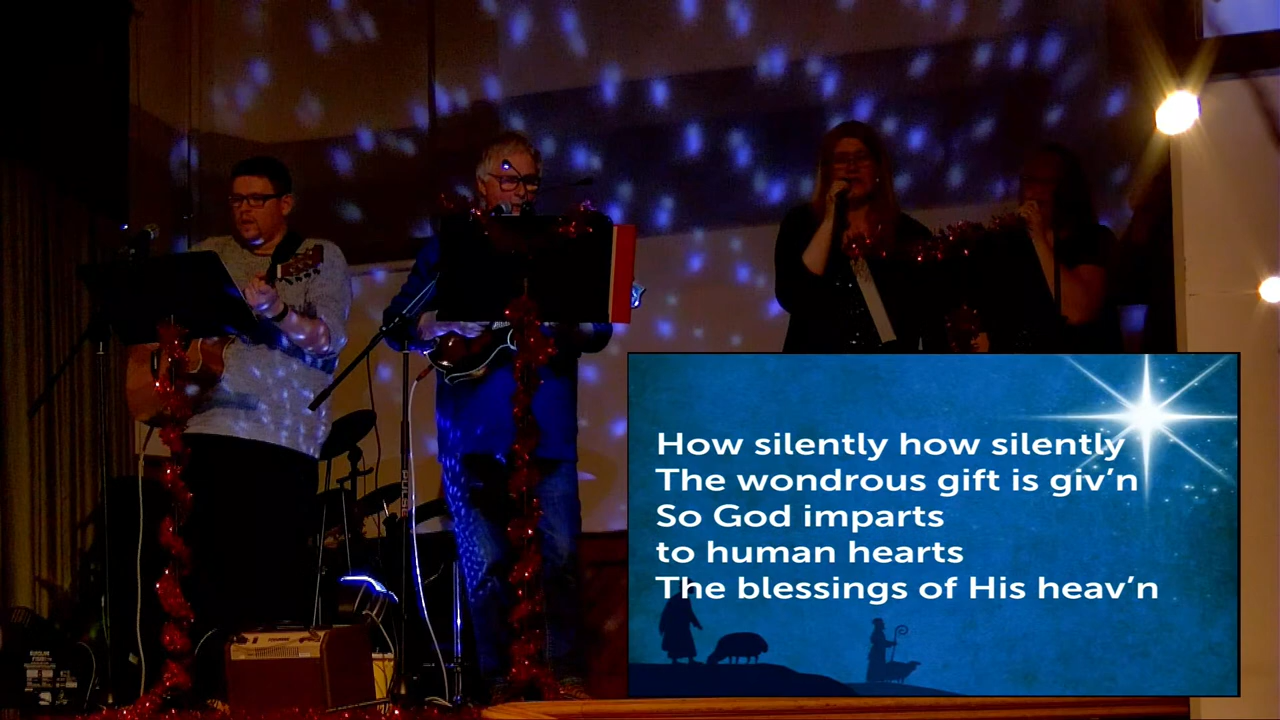 How silently how silently
The wondrous gift is giv’n
So God imparts
to human hearts
The blessings of His heav’n